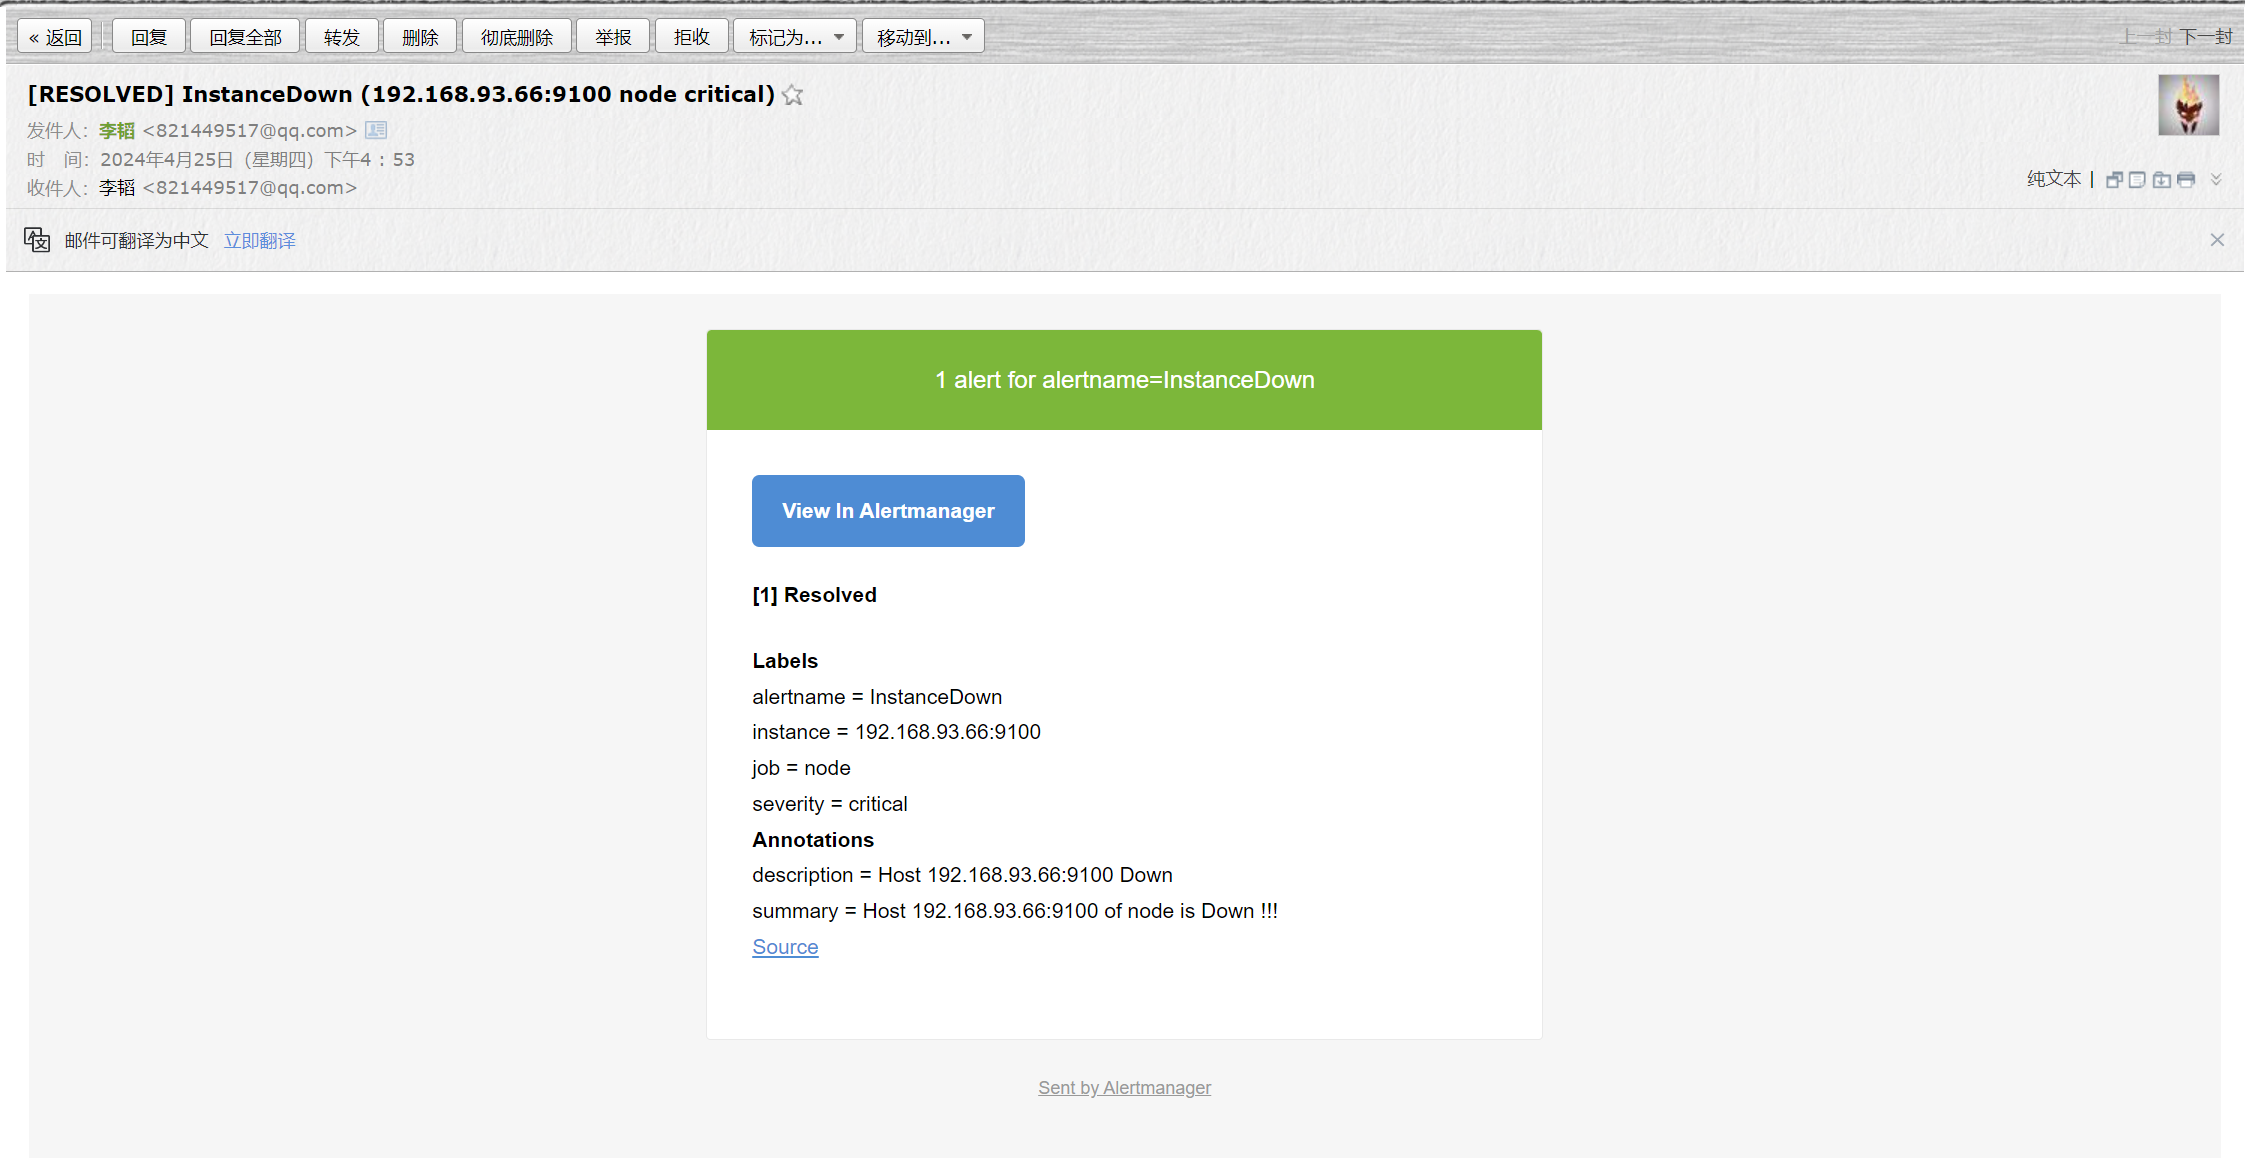 « 返回 回复 回复全部 转发 删除 彻底删除 举报 拒收 标记为... 移动到... 上一封 下一封
[RESOLVED] InstanceDown (192.168.93.66:9100 node critical)
发件人：李韬 <821449517@qq.com>
时　间：2024年4月25日（星期四）下午4：53
收件人：李韬 <821449517@qq.com>
纯文本 |
邮件可翻译为中文 立即翻译
1 alert for alertname=InstanceDown
View In Alertmanager
[1] Resolved
Labels
alertname = InstanceDown
instance = 192.168.93.66:9100
job = node
severity = critical
Annotations
description = Host 192.168.93.66:9100 Down
summary = Host 192.168.93.66:9100 of node is Down !!!
Source
Sent by Alertmanager